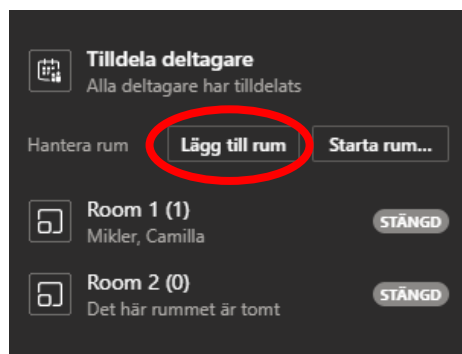 Tilldela deltagare
Alla deltagare har tilldelats
Hantera rum Lägg till rum Starta rum...
Room 1 (1)
Mikler, Camilla STÄNGD
Room 2 (0)
Det här rummet är tomt STÄNGD